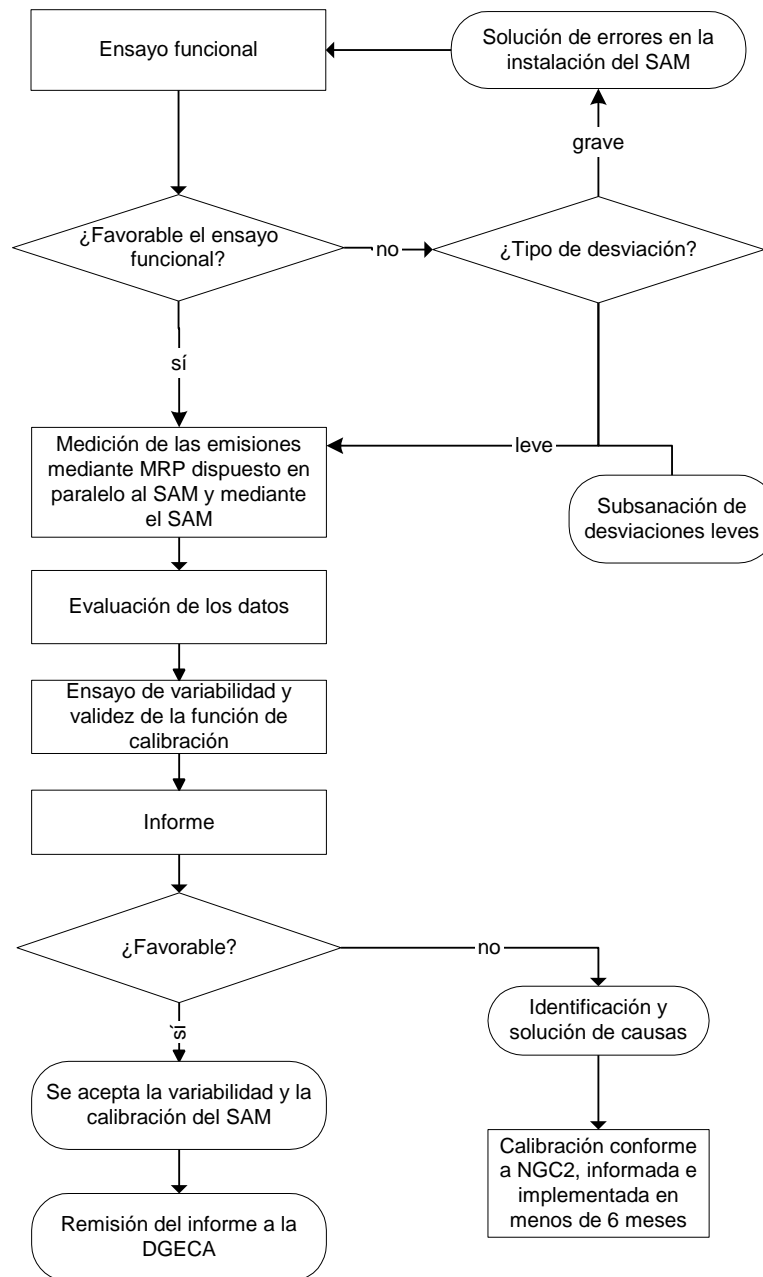 Ensayo funcional
Solución de errores en la
instalación del SAM
grave
¿Favorable el ensayo
funcional?
no
¿Tipo de desviación?
sí
Medición de las emisiones
mediante MRP dispuesto en
paralelo al SAM y mediante
el SAM
leve
Subsanación de
desviaciones leves
Evaluación de los datos
Ensayo de variabilidad y
validez de la función de
calibración
Informe
¿Favorable?
no
sí
Identificación y
solución de causas
Se acepta la variabilidad y la
calibración del SAM
Calibración conforme
a NGC2, informada e
implementada en
menos de 6 meses
Remisión del informe a la
DGECA